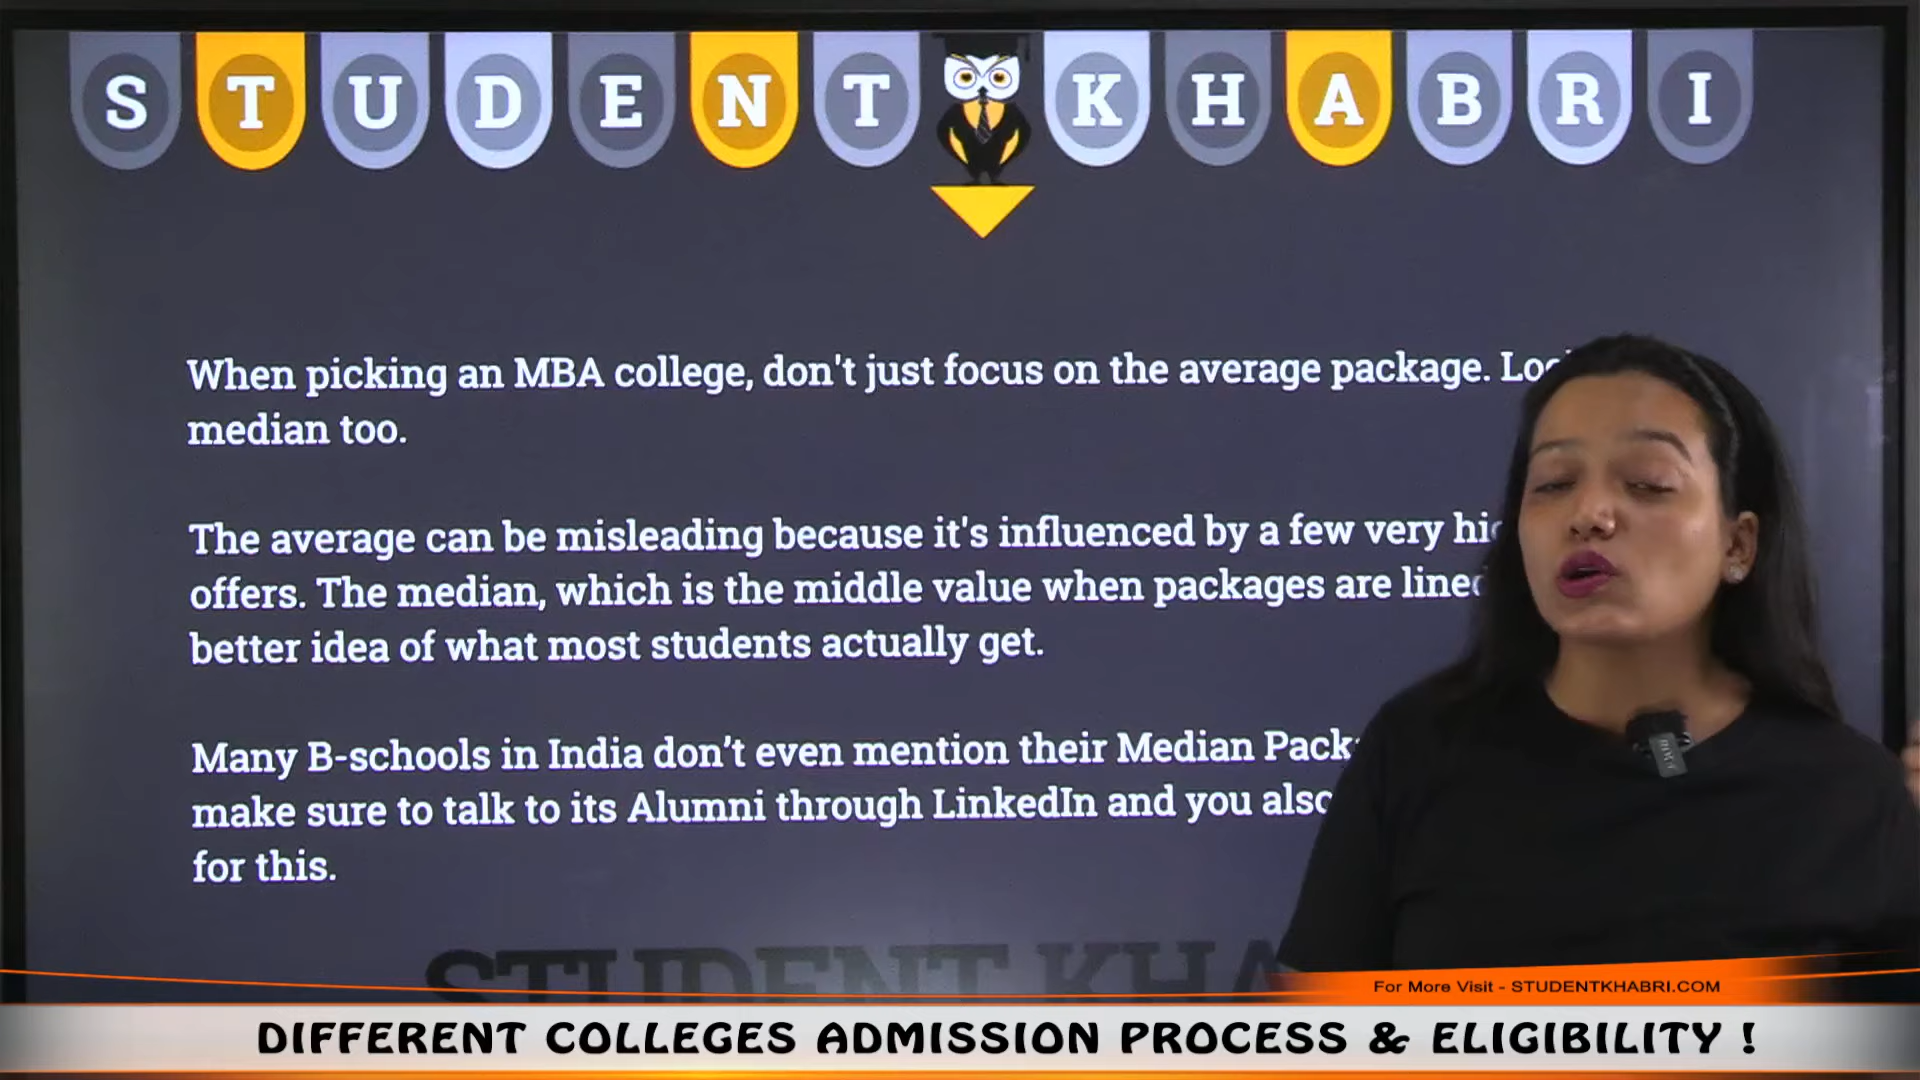 STUDENT KHABRI
When picking an MBA college, don't just focus on the average package.
median too.
The average can be misleading because it's influenced by a few very
offers. The median, which is the middle value when packages are lined
better idea of what most students actually get.
Many B-schools in India don’t even mention their Median
make sure to talk to its Alumni through LinkedIn and you also
for this.
STUDENT
For More Visit - STUDENTKHABRI.COM
DIFFERENT COLLEGES ADMISSION PROCESS & ELIGIBILITY !